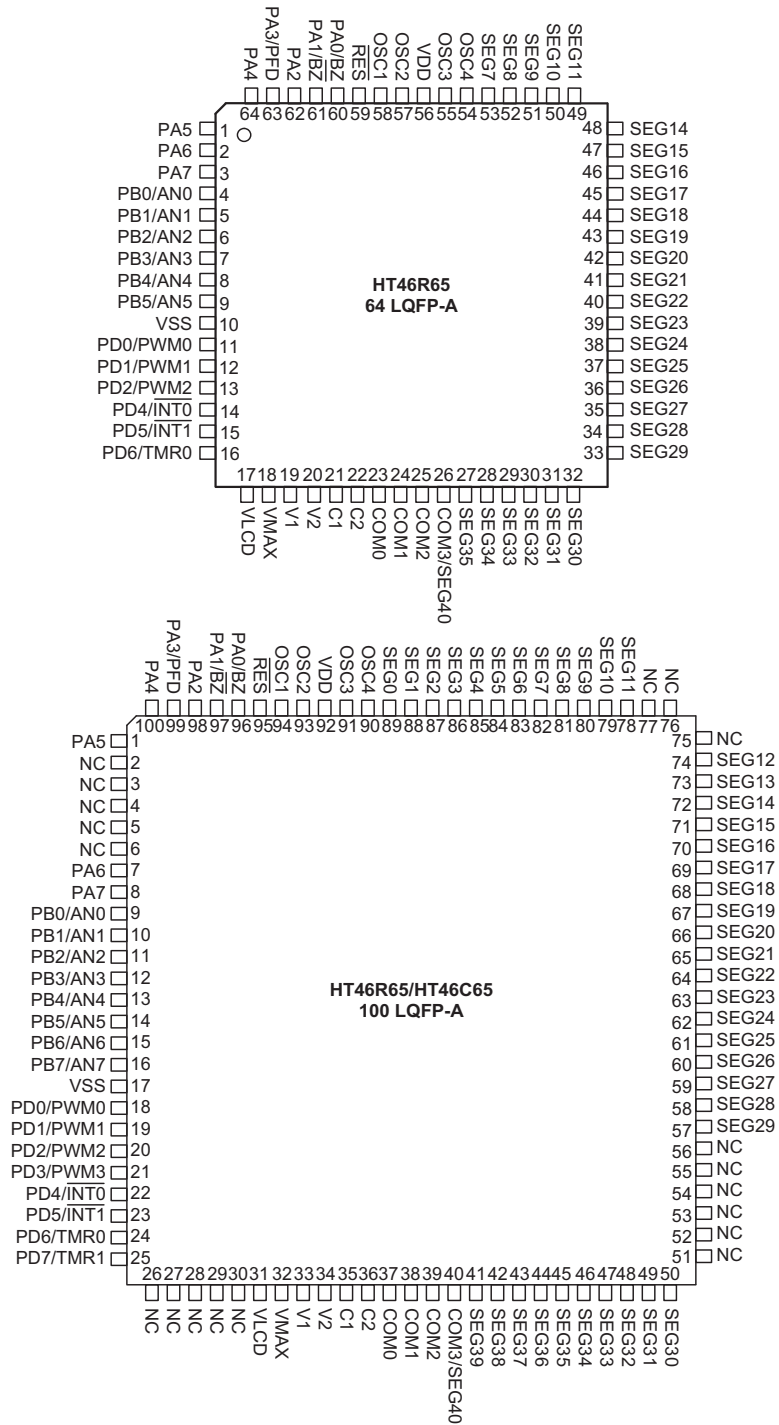 PA4
PA3/PFD
PA2
PA1/BZ
PA0/BZ
RES
OSC1
OSC2
VDD
OSC3
OSC4
SEG7
SEG8
SEG9
SEG10
SEG11
64 63 62 61 60 59 58 57 56 55 54 53 52 51 50 49
PA5 1 48 SEG14
PA6 2 47 SEG15
PA7 3 46 SEG16
PB0/AN0 4 45 SEG17
PB1/AN1 5 44 SEG18
PB2/AN2 6 43 SEG19
PB3/AN3 7 42 SEG20
PB4/AN4 8 41 SEG21
PB5/AN5 9 40 SEG22
VSS 10 39 SEG23
PD0/PWM0 11 38 SEG24
PD1/PWM1 12 37 SEG25
PD2/PWM2 13 36 SEG26
PD4/INT0 14 35 SEG27
PD5/INT1 15 34 SEG28
PD6/TMR0 16 33 SEG29
HT46R65
64 LQFP-A
17 18 19 20 21 22 23 24 25 26 27 28 29 30 31 32
VLCD
VMAX
V1
V2
C1
C2
COM0
COM1
COM2
COM3/SEG40
SEG35
SEG34
SEG33
SEG32
SEG31
SEG30
PA4
PA3/PFD
PA2
PA1/BZ
PA0/BZ
RES
OSC1
OSC2
VDD
OSC3
OSC4
SEG0
SEG1
SEG2
SEG3
SEG4
SEG5
SEG6
SEG7
SEG8
SEG9
SEG10
SEG11
NC
NC
100 99 98 97 96 95 94 93 92 91 90 89 88 87 86 85 84 83 82 81 80 79 78 77 76
PA5 1 75 NC
NC 2 74 SEG12
NC 3 73 SEG13
NC 4 72 SEG14
NC 5 71 SEG15
NC 6 70 SEG16
PA6 7 69 SEG17
PA7 8 68 SEG18
PB0/AN0 9 67 SEG19
PB1/AN1 10 66 SEG20
PB2/AN2 11 65 SEG21
PB3/AN3 12 64 SEG22
PB4/AN4 13 63 SEG23
PB5/AN5 14 62 SEG24
PB6/AN6 15 61 SEG25
PB7/AN7 16 60 SEG26
VSS 17 59 SEG27
PD0/PWM0 18 58 SEG28
PD1/PWM1 19 57 SEG29
PD2/PWM2 20 56 NC
PD3/PWM3 21 55 NC
PD4/INT0 22 54 NC
PD5/INT1 23 53 NC
PD6/TMR0 24 52 NC
PD7/TMR1 25 51 NC
HT46R65/HT46C65
100 LQFP-A
26 27 28 29 30 31 32 33 34 35 36 37 38 39 40 41 42 43 44 45 46 47 48 49 50
NC
NC
NC
NC
NC
VLCD
VMAX
V1
V2
C1
C2
COM0
COM1
COM2
COM3/SEG40
SEG39
SEG38
SEG37
SEG36
SEG35
SEG34
SEG33
SEG32
SEG31
SEG30